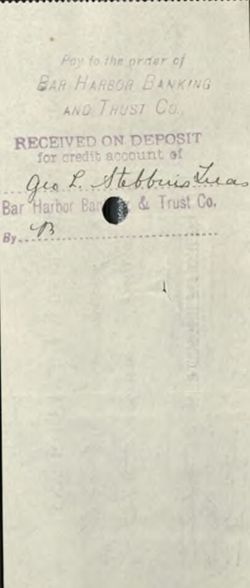 Pay to the order of
BAR HARBOR BANKING
AND TRUST CO.
RECEIVED ON DEPOSIT
for credit account of
Geo L. Stebbins Treas
Bar Harbor Ban & Trust Co.
By B